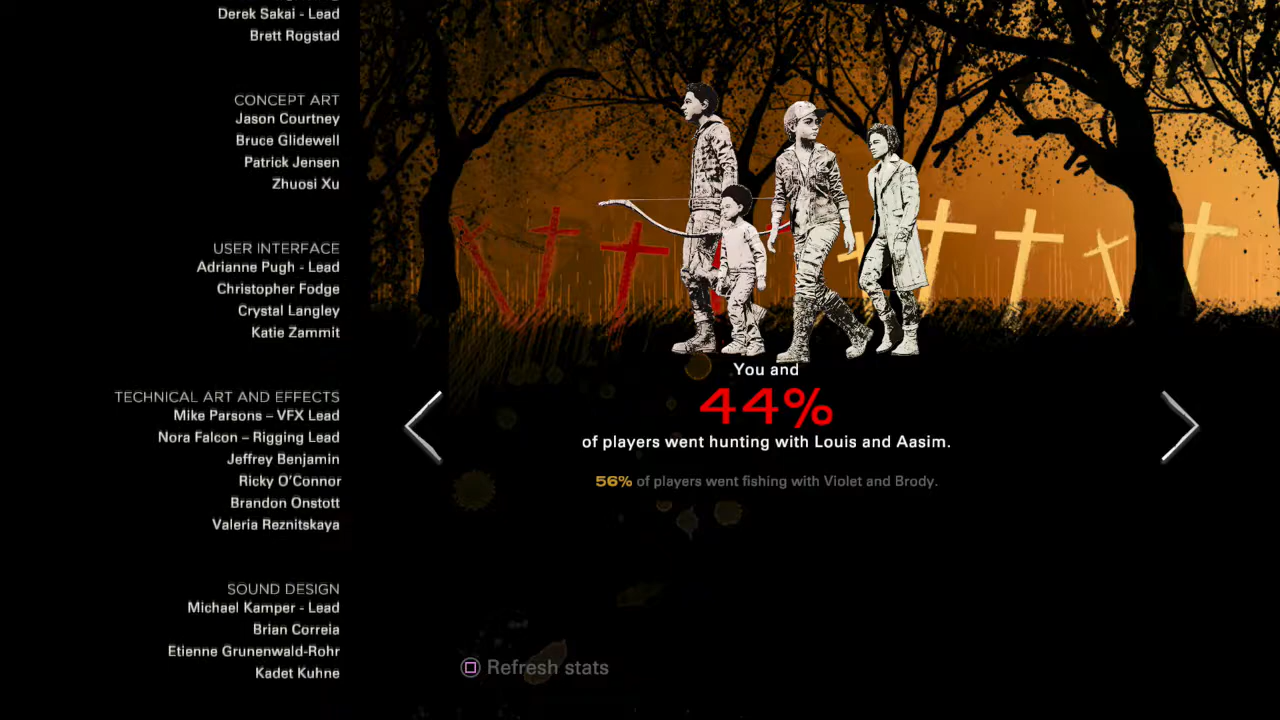 Derek Sakai - Lead
Brett Rogstad
CONCEPT ART
Jason Courtney
Bruce Glidewell
Patrick Jensen
Zhuosi Xu
USER INTERFACE
Adrianne Pugh - Lead
Christopher Fodge
Crystal Langley
Katie Zammit
TECHNICAL ART AND EFFECTS
Mike Parsons – VFX Lead
Nora Falcon – Rigging Lead
Jeffrey Benjamin
Ricky O'Connor
Brandon Onstott
Valeria Reznitskaya
SOUND DESIGN
Michael Kamper - Lead
Brian Correia
Etienne Grunenwald-Rohr
Kadet Kuhne
You and
44%
of players went hunting with Louis and Aasim.
56% of players went fishing with Violet and Brody.
Refresh stats